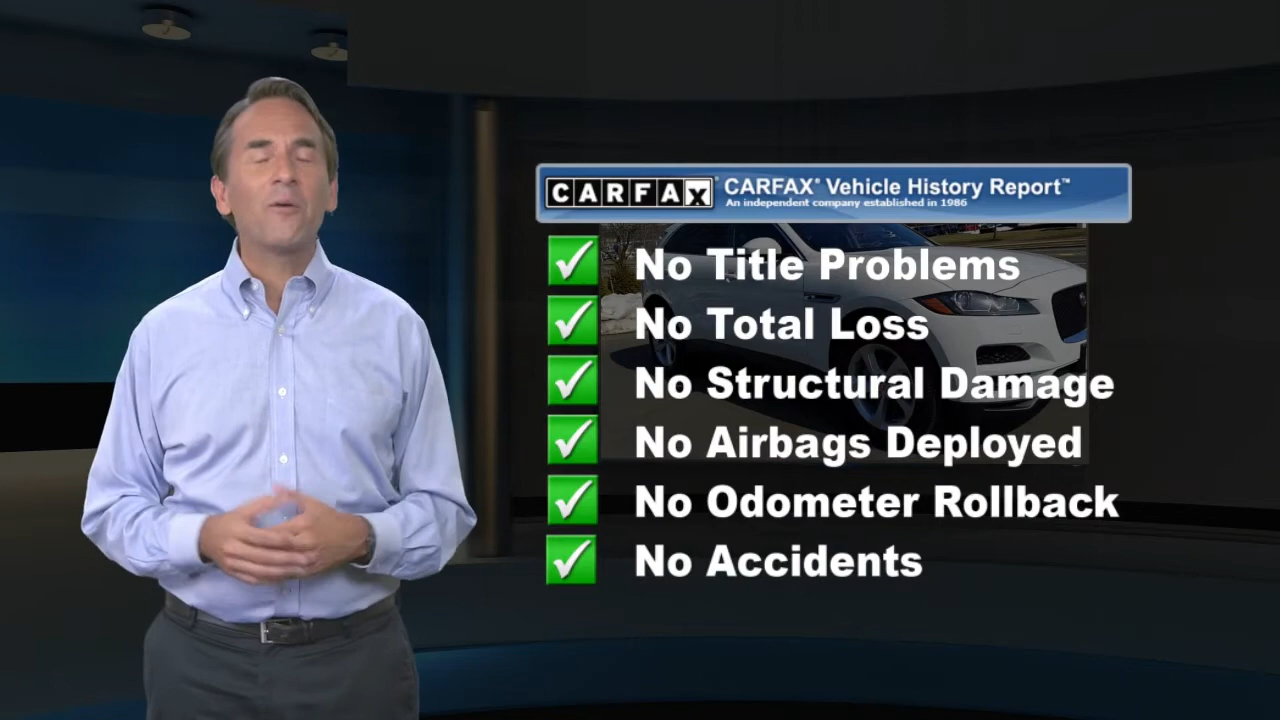 CARFAX® CARFAX® Vehicle History Report™
An independent company established in 1986
No Title Problems
No Total Loss
No Structural Damage
No Airbags Deployed
No Odometer Rollback
No Accidents